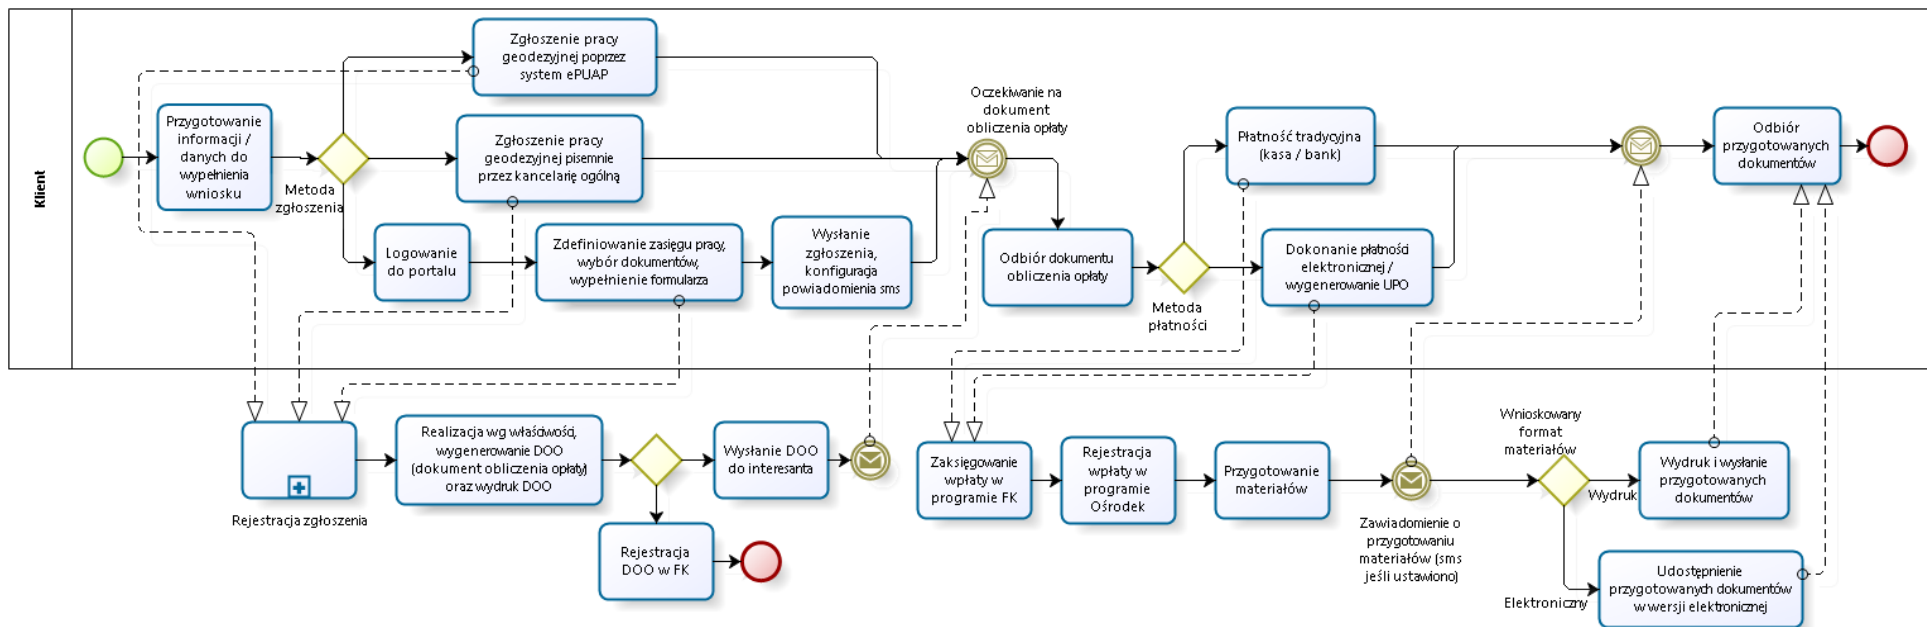 Klient
Przygotowanie
informacji /
danych do
wypełnienia
wniosku
Metoda
zgłoszenia
Zgłoszenie pracy
geodezyjnej poprzez
system ePUAP
Zgłoszenie pracy
geodezyjnej pisemnie
przez kancelarię ogólną
Logowanie
do portalu
Zdefiniowanie zasięgu pracy,
wybór dokumentów,
wypełnienie formularza
Wysłanie
zgłoszenia,
konfiguracja
powiadomienia sms
Oczekiwanie na
dokument
obliczenia opłaty
Odbiór dokumentu
obliczenia opłaty
Metoda
płatności
Płatność tradycyjna
(kasa / bank)
Dokonanie płatności
elektronicznej /
wygenerowanie UPO
Odbiór
przygotowanych
dokumentów
Rejestracja zgłoszenia
Realizacja wg właściwości,
wygenerowanie DOO
(dokument obliczenia opłaty)
oraz wydruk DOO
Wysłanie DOO
do interesanta
Rejestracja
DOO w FK
Zaksięgowanie
wpłaty w
programie FK
Rejestracja
wpłaty w
programie
Ośrodek
Przygotowanie
materiałów
Zawiadomienie o
przygotowaniu
materiałów (sms
jeśli ustawiono)
Wnioskowany
format
materiałów
Wydruk
Wydruk i wysłanie
przygotowanych
dokumentów
Elektroniczny
Udostępnienie
przygotowanych dokumentów
w wersji elektronicznej